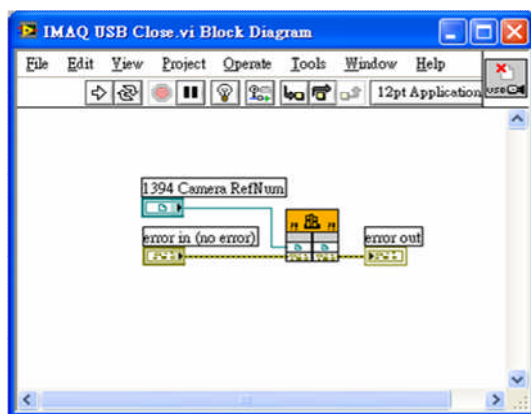 IMAQ USB Close.vi Block Diagram
File Edit View Project Operate Tools Window Help
12pt Application
USB
1394 Camera RefNum
error in (no error)
error out